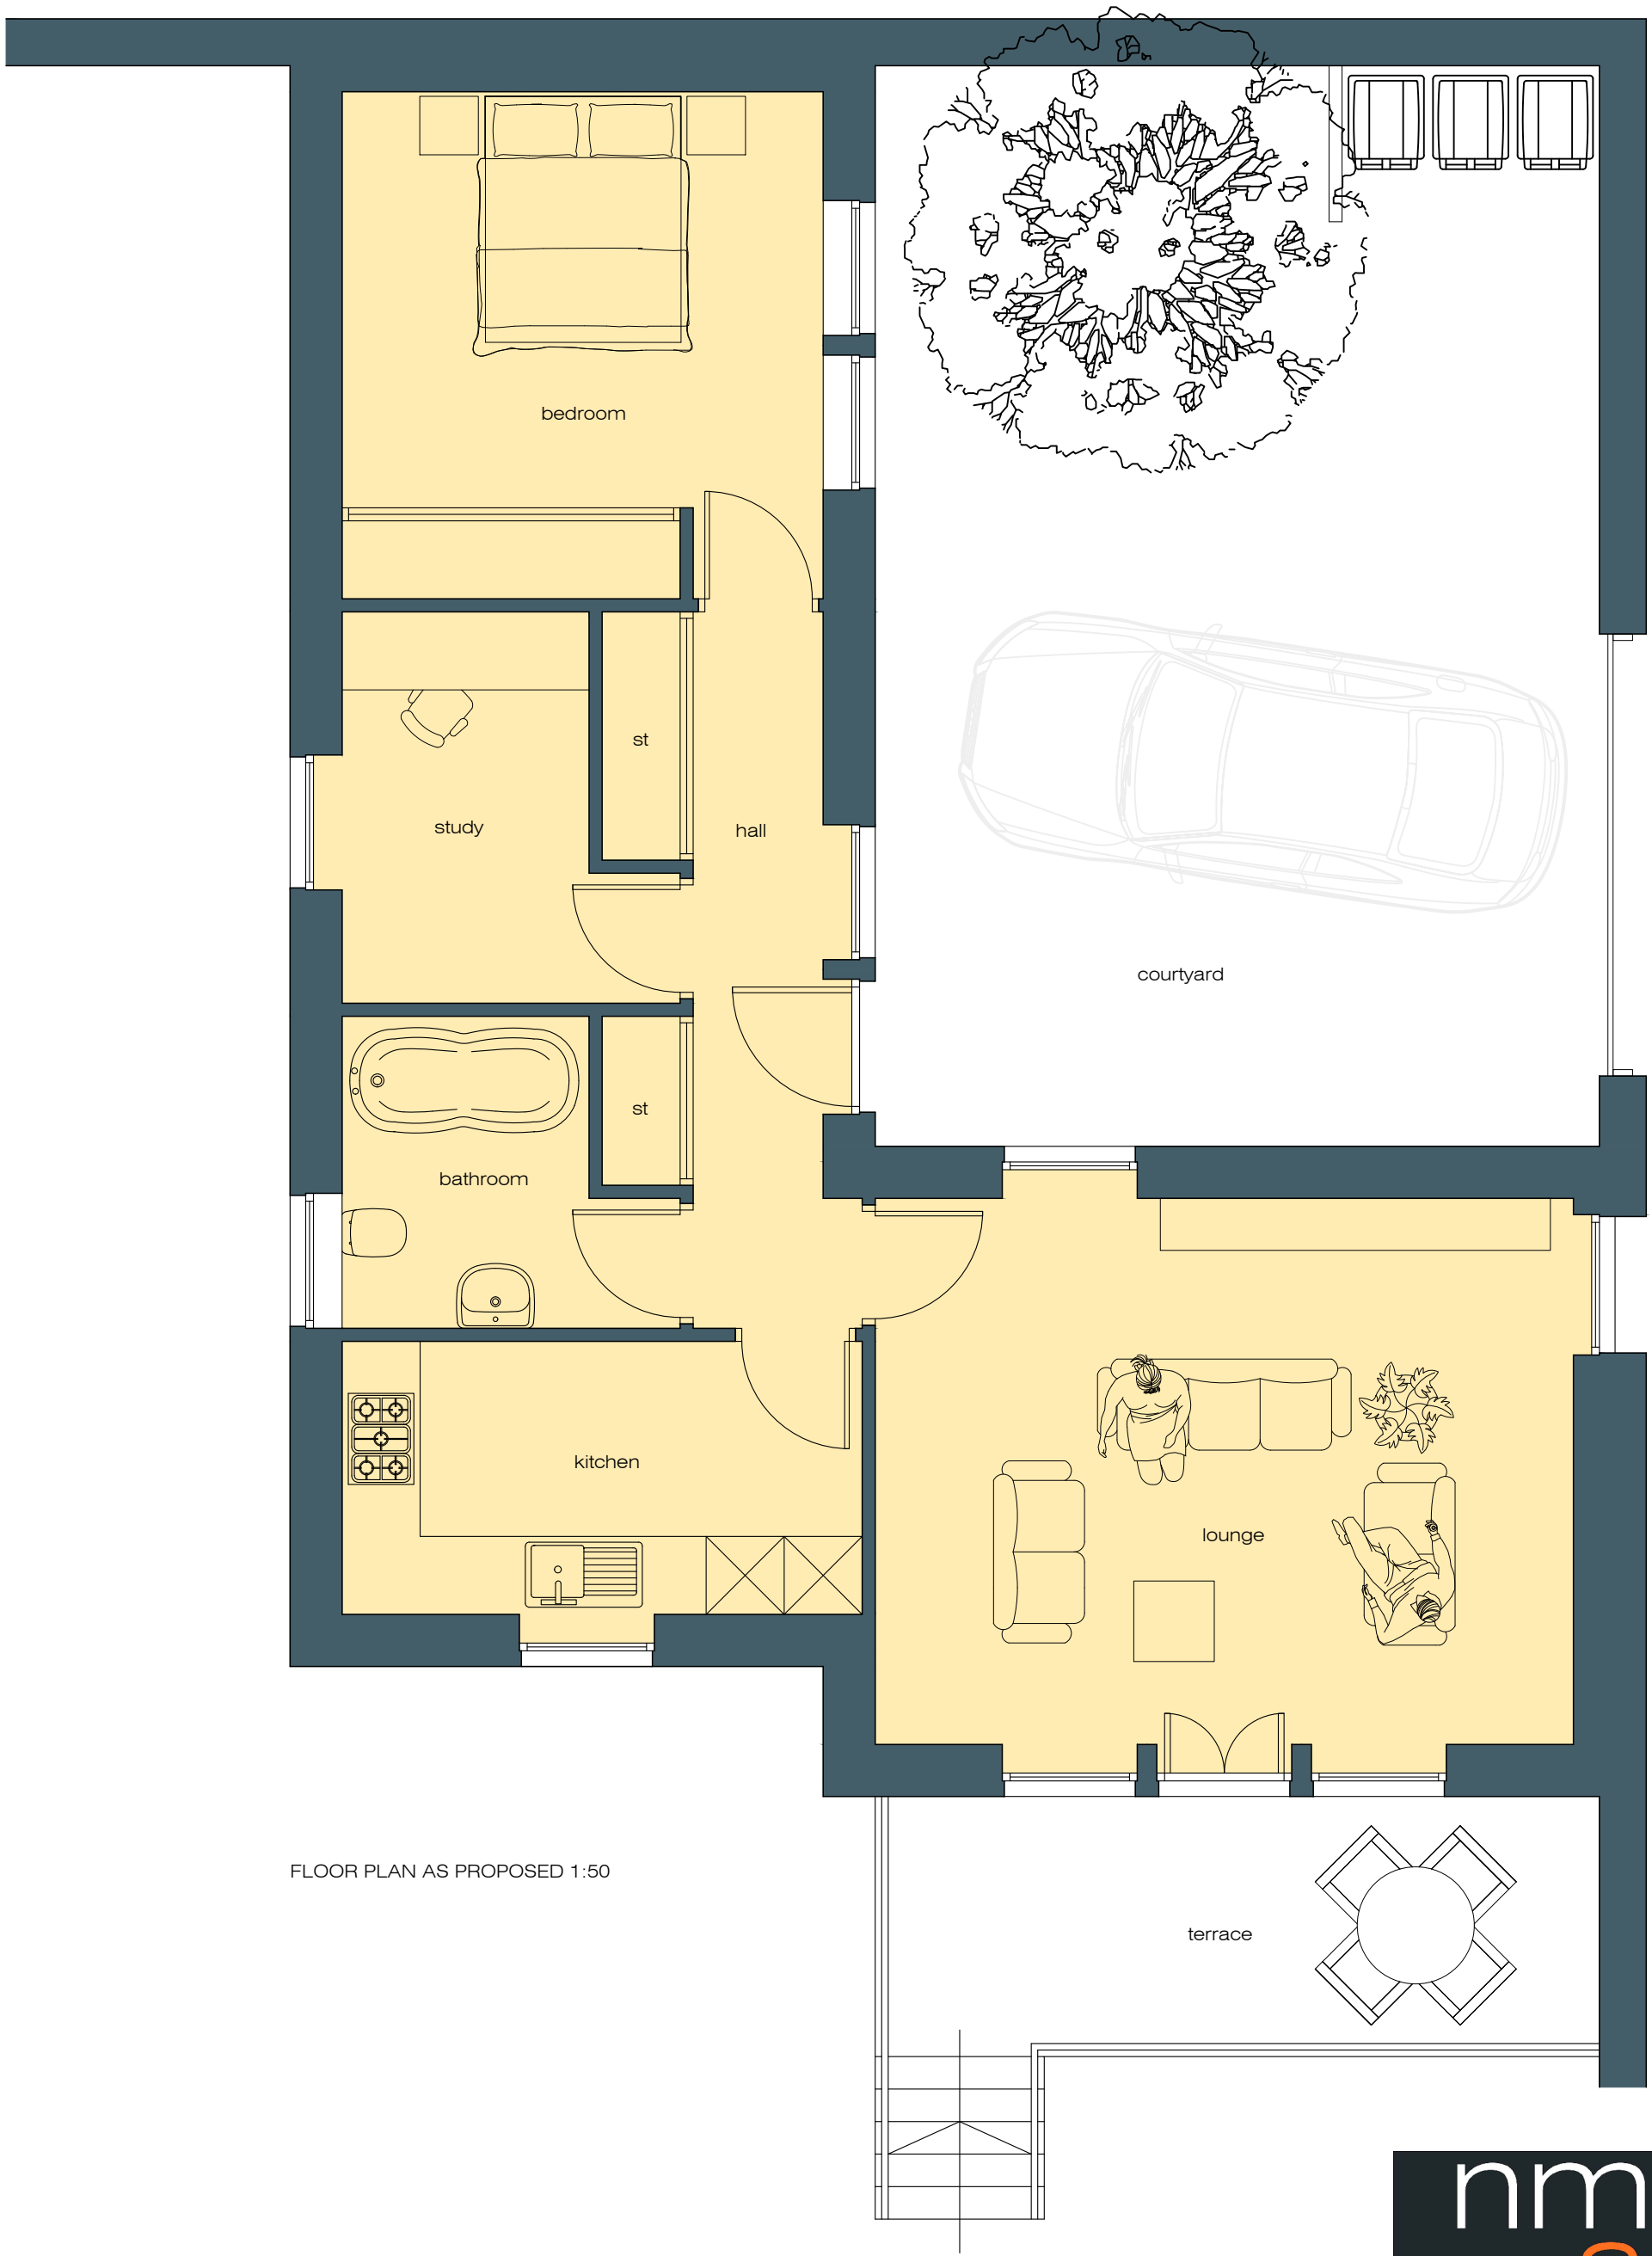 bedroom
st
study
hall
courtyard
st
bathroom
kitchen
lounge
FLOOR PLAN AS PROPOSED 1:50
terrace
nm